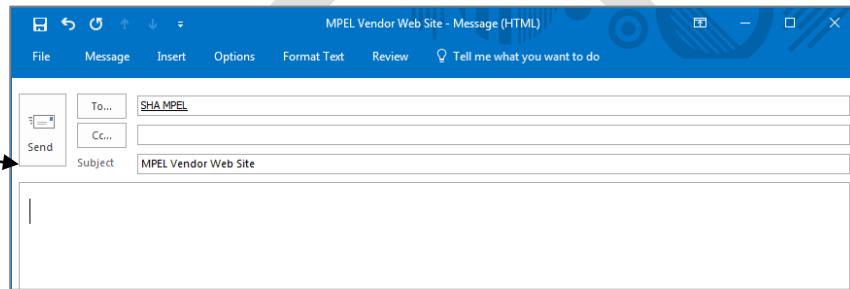 MPEL Vendor Web Site - Message (HTML)
File Message Insert Options Format Text Review Tell me what you want to do
To... SHA MPEL
Cc...
Send
Subject MPEL Vendor Web Site